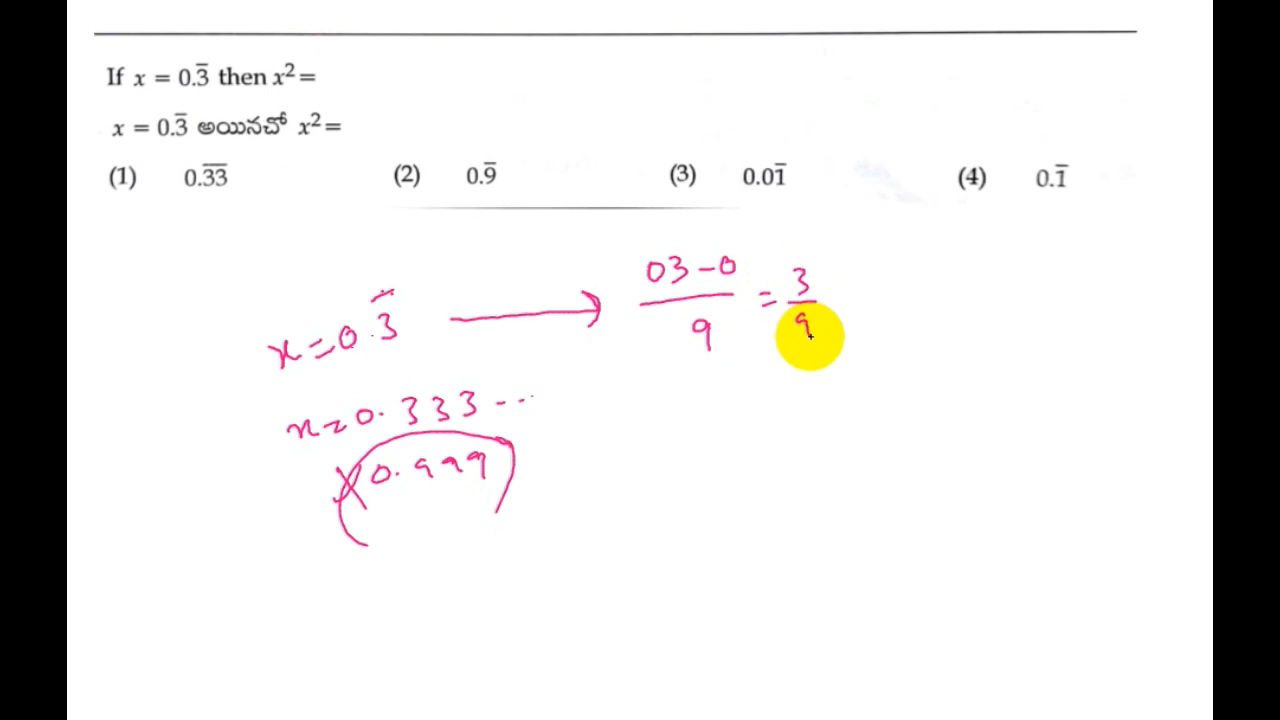 If x = 0.3̅ then x² =
x = 0.3̅ అయినచో x² =
(1) 0.3̅3̅ (2) 0.9̅ (3) 0.01̅ (4) 0.1̅
x = 0.3̅ → 03-0/9 = 3/9
x = 0.333...
x 0.999